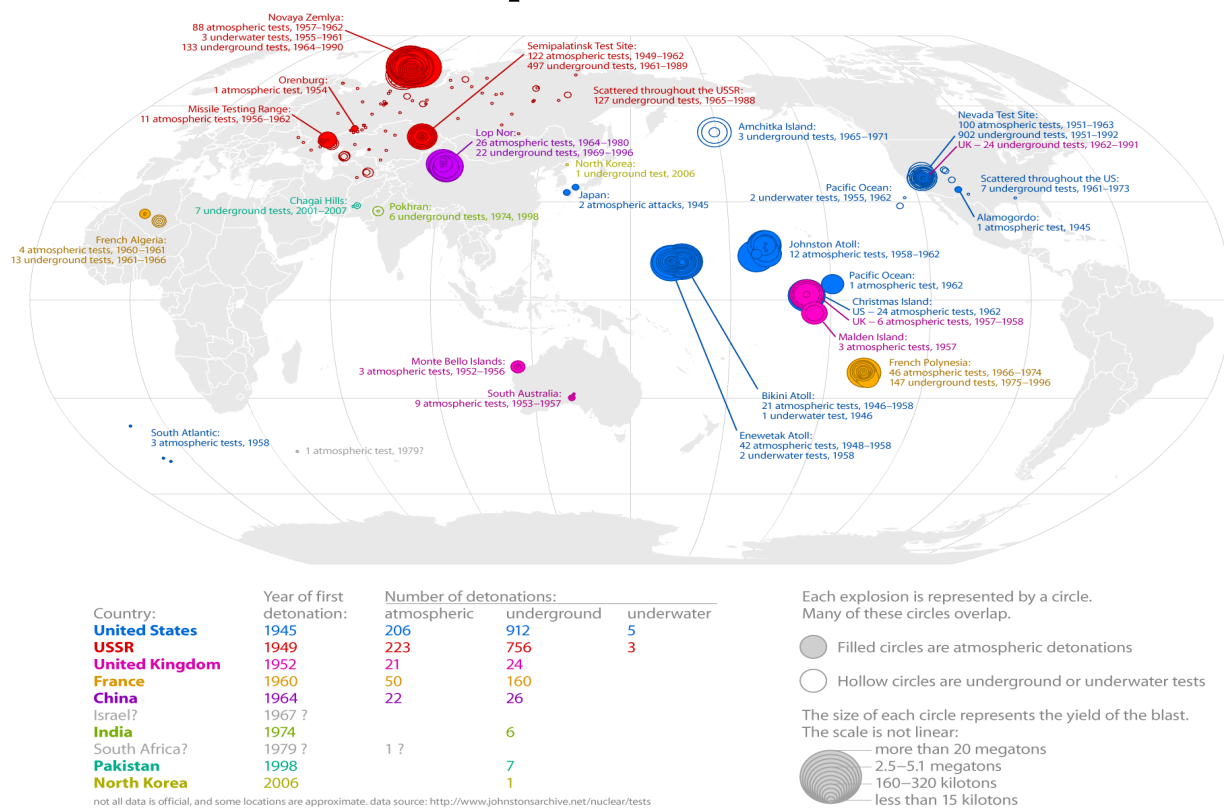 Novaya Zemlya:
88 atmospheric tests, 1957–1962
3 underwater tests, 1955–1961
133 underground tests, 1964–1990
Semipalatinsk Test Site:
122 atmospheric tests, 1949–1962
497 underground tests, 1961–1989
Orenburg:
1 atmospheric test, 1954
Scattered throughout the USSR:
127 underground tests, 1965–1988
Missile Testing Range:
11 atmospheric tests, 1956–1962
Lop Nor:
26 atmospheric tests, 1964–1980
22 underground tests, 1969–1996
Amchitka Island:
3 underground tests, 1965–1971
Nevada Test Site:
100 atmospheric tests, 1951–1963
902 underground tests, 1951–1992
UK – 24 underground tests, 1962–1991
North Korea:
1 underground test, 2006
Scattered throughout the US:
7 underground tests, 1961–1973
Japan:
2 atmospheric attacks, 1945
Pacific Ocean:
2 underwater tests, 1955, 1962
Chagai Hills:
7 underground tests, 2001–2007
Pokhran:
6 underground tests, 1974, 1998
Alamogordo:
1 atmospheric test, 1945
French Algeria:
4 atmospheric tests, 1960–1961
13 underground tests, 1961–1966
Johnston Atoll:
12 atmospheric tests, 1958–1962
Pacific Ocean:
1 atmospheric test, 1962
Christmas Island:
US – 24 atmospheric tests, 1962
UK – 6 atmospheric tests, 1957–1958
Malden Island:
3 atmospheric tests, 1957
Monte Bello Islands:
3 atmospheric tests, 1952–1956
French Polynesia:
46 atmospheric tests, 1966–1974
147 underground tests, 1975–1996
South Australia:
9 atmospheric tests, 1953–1957
Bikini Atoll:
21 atmospheric tests, 1946–1958
1 underwater test, 1946
South Atlantic:
3 atmospheric tests, 1958
1 atmospheric test, 1979?
Enewetak Atoll:
42 atmospheric tests, 1948–1958
2 underwater tests, 1958
Year of first Number of detonations:
Country: detonation: atmospheric underground underwater
United States 1945 206 912 5
USSR 1949 223 756 3
United Kingdom 1952 21 24
France 1960 50 160
China 1964 22 26
Israel? 1967 ?
India 1974 6
South Africa? 1979 ? 1 ?
Pakistan 1998 7
North Korea 2006 1
not all data is official, and some locations are approximate. data source: http://www.johnstonsarchive.net/nuclear/tests
Each explosion is represented by a circle.
Many of these circles overlap.
Filled circles are atmospheric detonations
Hollow circles are underground or underwater tests
The size of each circle represents the yield of the blast.
The scale is not linear:
more than 20 megatons
2.5–5.1 megatons
160–320 kilotons
less than 15 kilotons